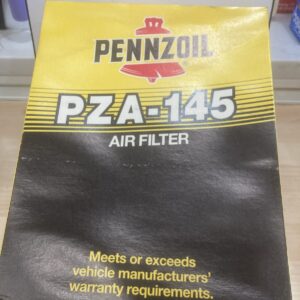 PENNZOIL
PZA-145
AIR FILTER
Meets or exceeds
vehicle manufacturers'
warranty requirements.